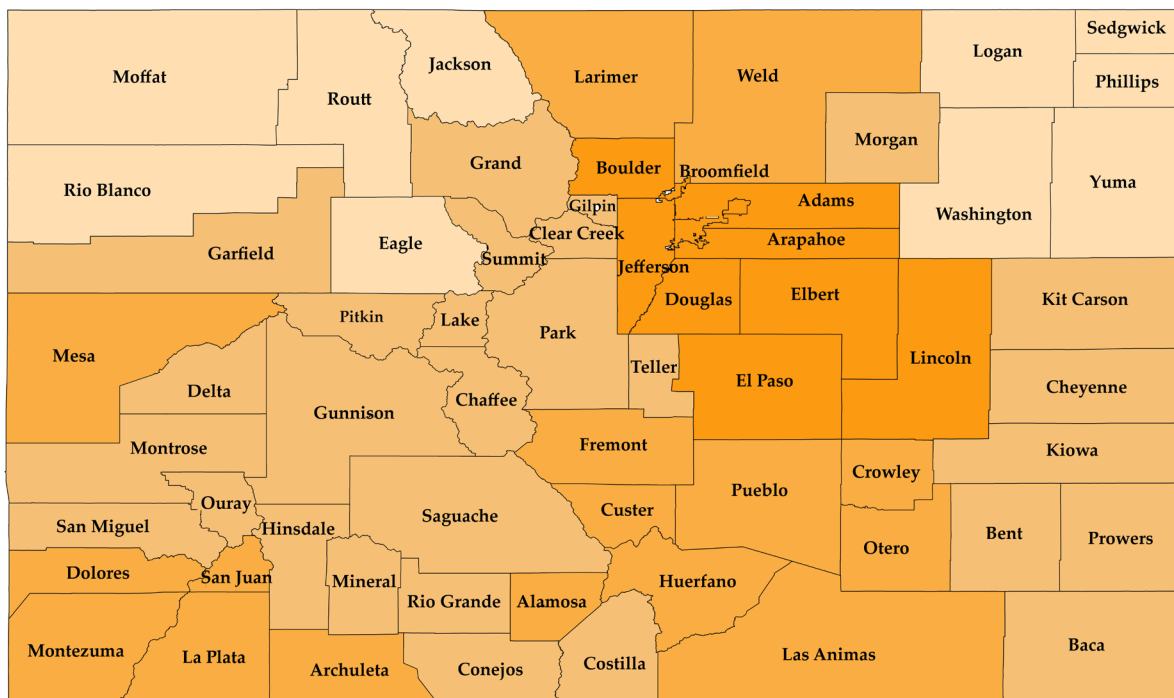 Sedgwick
Logan
Jackson
Moffat
Larimer
Weld
Phillips
Routt
Morgan
Grand
Boulder
Broomfield
Rio Blanco
Yuma
Adams
Gilpin
Washington
Clear Creek
Eagle
Arapahoe
Garfield
Summit
Jefferson
Elbert
Douglas
Kit Carson
Pitkin
Lake
Park
Mesa
Lincoln
Teller
El Paso
Cheyenne
Delta
Chaffee
Gunnison
Fremont
Montrose
Kiowa
Crowley
Pueblo
Ouray
Custer
Saguache
San Miguel
Hinsdale
Bent
Prowers
Otero
Dolores
San Juan
Mineral
Huerfano
Rio Grande
Alamosa
Baca
Montezuma
La Plata
Las Animas
Costilla
Archuleta
Conejos